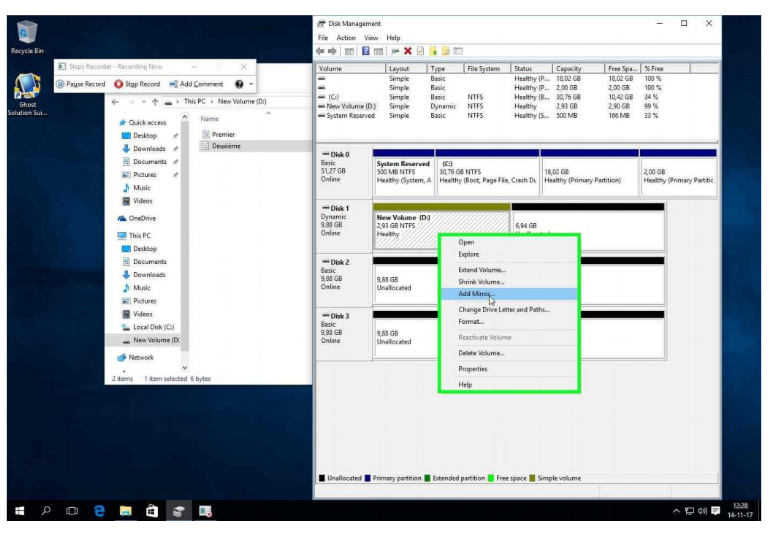 Recycle Bin
Ghost
Solution Sui...
Steps Recorder - Recording Now
Pause Record Stop Record Add Comment
This PC > New Volume (D:)
Name
Quick access
Desktop
Downloads
Documents
Pictures
Music
Videos
OneDrive
This PC
Desktop
Documents
Downloads
Music
Pictures
Videos
Local Disk (C:)
New Volume (D:
Network
Premier
Deuxième
2 items 1 item selected 6 bytes
Disk Management
File Action View Help
Volume Layout Type File System Status Capacity Free Spa... % Free
Simple Basic Healthy (P... 18,02 GB 18,02 GB 100 %
Simple Basic Healthy (P... 2,00 GB 2,00 GB 100 %
(C:) Simple Basic NTFS Healthy (B... 30,76 GB 10,42 GB 34 %
New Volume (D:) Simple Dynamic NTFS Healthy 2,93 GB 2,90 GB 99 %
System Reserved Simple Basic NTFS Healthy (S... 500 MB 166 MB 33 %
Disk 0
Basic
51,27 GB
Online
System Reserved
500 MB NTFS
Healthy (System, A
(C:)
30,76 GB NTFS
Healthy (Boot, Page File, Crash Du
18,02 GB
Healthy (Primary Partition)
2,00 GB
Healthy (Primary Partitic
Disk 1
Dynamic
9,88 GB
Online
New Volume (D:)
2,93 GB NTFS
Healthy
6,94 GB
Disk 2
Basic
9,88 GB
Online
9,88 GB
Unallocated
Disk 3
Basic
9,88 GB
Online
9,88 GB
Unallocated
Open
Explore
Extend Volume...
Shrink Volume...
Add Mirror...
Change Drive Letter and Paths...
Format...
Reactivate Volume
Delete Volume...
Properties
Help
Unallocated Primary partition Extended partition Free space Simple volume
12:28
14-11-17